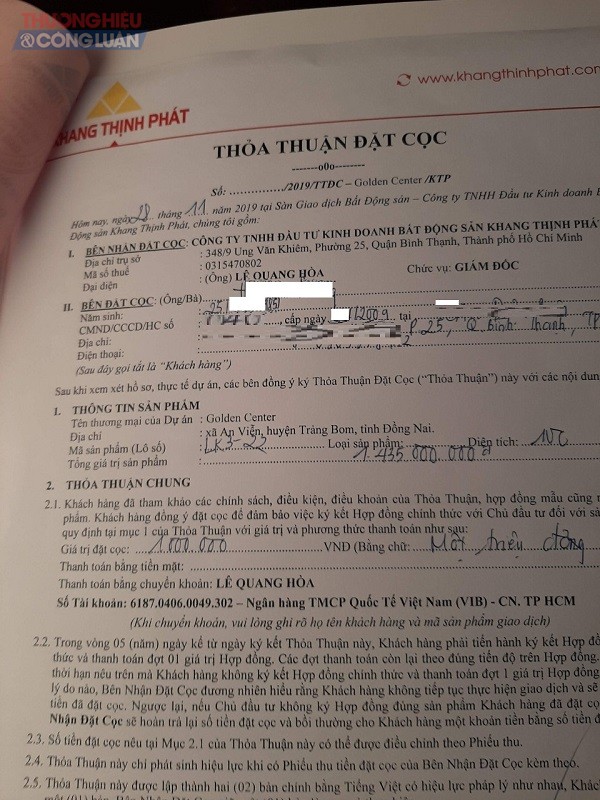 THƯƠNG HIỆU
& CÔNG LUẬN
KHANG THỊNH PHÁT
www.khangthinhphat.com
THỎA THUẬN ĐẶT CỌC
-------o0o--------
Số: ............../2019/TTĐC – Golden Center /KTP
Hôm nay, ngày 28 tháng 11 năm 2019 tại Sàn Giao dịch Bất Động sản – Công ty TNHH Đầu tư Kinh doanh B
Động sản Khang Thịnh Phát, chúng tôi gồm:
I. BÊN NHẬN ĐẶT CỌC: CÔNG TY TNHH ĐẦU TƯ KINH DOANH BẤT ĐỘNG SẢN KHANG THỊNH PHÁT
Địa chỉ trụ sở : 348/9 Ung Văn Khiêm, Phường 25, Quận Bình Thạnh, Thành phố Hồ Chí Minh
Mã số thuế : 0315470802
Đại diện : (Ông) LÊ QUANG HÒA Chức vụ: GIÁM ĐỐC
II. BÊN ĐẶT CỌC: (Ông/Bà)
Năm sinh:
CMND/CCCD/HC số cấp ngày 2009 tại
Địa chỉ: P 25, Q Bình Thạnh, TP
Điện thoại:
(Sau đây gọi tắt là “Khách hàng”)
Sau khi xem xét hồ sơ, thực tế dự án, các bên đồng ý ký Thỏa Thuận Đặt Cọc (“Thỏa Thuận”) này với các nội dun
1. THÔNG TIN SẢN PHẨM
Tên thương mại của Dự án : Golden Center
Địa chỉ : xã An Viễn, huyện Trảng Bom, tỉnh Đồng Nai.
Mã sản phẩm (Lô số) : LK3-22 Loại sản phẩm: Diện tích:
Tổng giá trị sản phẩm : 1.435.000.000 đ
2. THỎA THUẬN CHUNG
2.1. Khách hàng đã tham khảo các chính sách, điều kiện, điều khoản của Thỏa Thuận, hợp đồng mẫu cũng n
phẩm. Khách hàng đồng ý đặt cọc để đảm bảo việc ký kết Hợp đồng chính thức với Chủ đầu tư đối với sả
quy định tại mục 1 của Thỏa Thuận với giá trị và phương thức thanh toán như sau:
Giá trị đặt cọc: 1.000.000 VNĐ (Bằng chữ: Một triệu đồng
Thanh toán bằng tiền mặt:
Thanh toán bằng chuyển khoản: LÊ QUANG HÒA
Số Tài khoản: 6187.0406.0049.302 – Ngân hàng TMCP Quốc Tế Việt Nam (VIB) - CN. TP HCM
(Khi chuyển khoản, vui lòng ghi rõ họ tên khách hàng và mã sản phẩm giao dịch)
2.2. Trong vòng 05 (năm) ngày kể từ ngày ký kết Thỏa Thuận này, Khách hàng phải tiến hành ký kết Hợp đồ
thức và thanh toán đợt 01 giá trị Hợp đồng. Các đợt thanh toán còn lại theo đúng tiến độ trên Hợp đồng.
thời hạn nêu trên mà Khách hàng không ký kết Hợp đồng chính thức và thanh toán đợt 1 giá trị Hợp đồng
lý do nào, Bên Nhận Đặt Cọc đương nhiên hiểu rằng Khách hàng không tiếp tục thực hiện giao dịch và sẽ
tiền đã đặt cọc. Ngược lại, nếu Chủ đầu tư không ký Hợp đồng đúng sản phẩm Khách hàng đã đặt cọ
Nhận Đặt Cọc sẽ hoàn trả lại số tiền đặt cọc và bồi thường cho Khách hàng một khoản tiền bằng số tiền đ
2.3. Số tiền đặt cọc nêu tại Mục 2.1 của Thỏa Thuận này có thể được điều chỉnh theo Phiếu thu.
2.4. Thỏa Thuận này chỉ phát sinh hiệu lực khi có Phiếu thu tiền đặt cọc của Bên Nhận Đặt Cọc kèm theo.
2.5. Thỏa Thuận này được lập thành hai (02) bản chính bằng Tiếng Việt có hiệu lực pháp lý như nhau, Khách